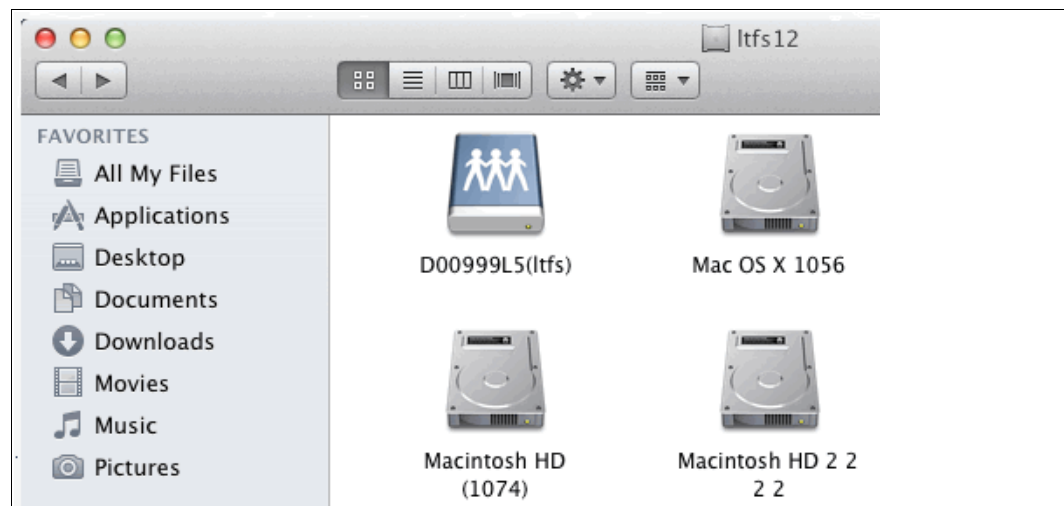 ltfs12
FAVORITES
All My Files
Applications
Desktop
Documents
Downloads
Movies
Music
Pictures
D00999L5(ltfs)
Mac OS X 1056
Macintosh HD
(1074)
Macintosh HD 2 2
2 2